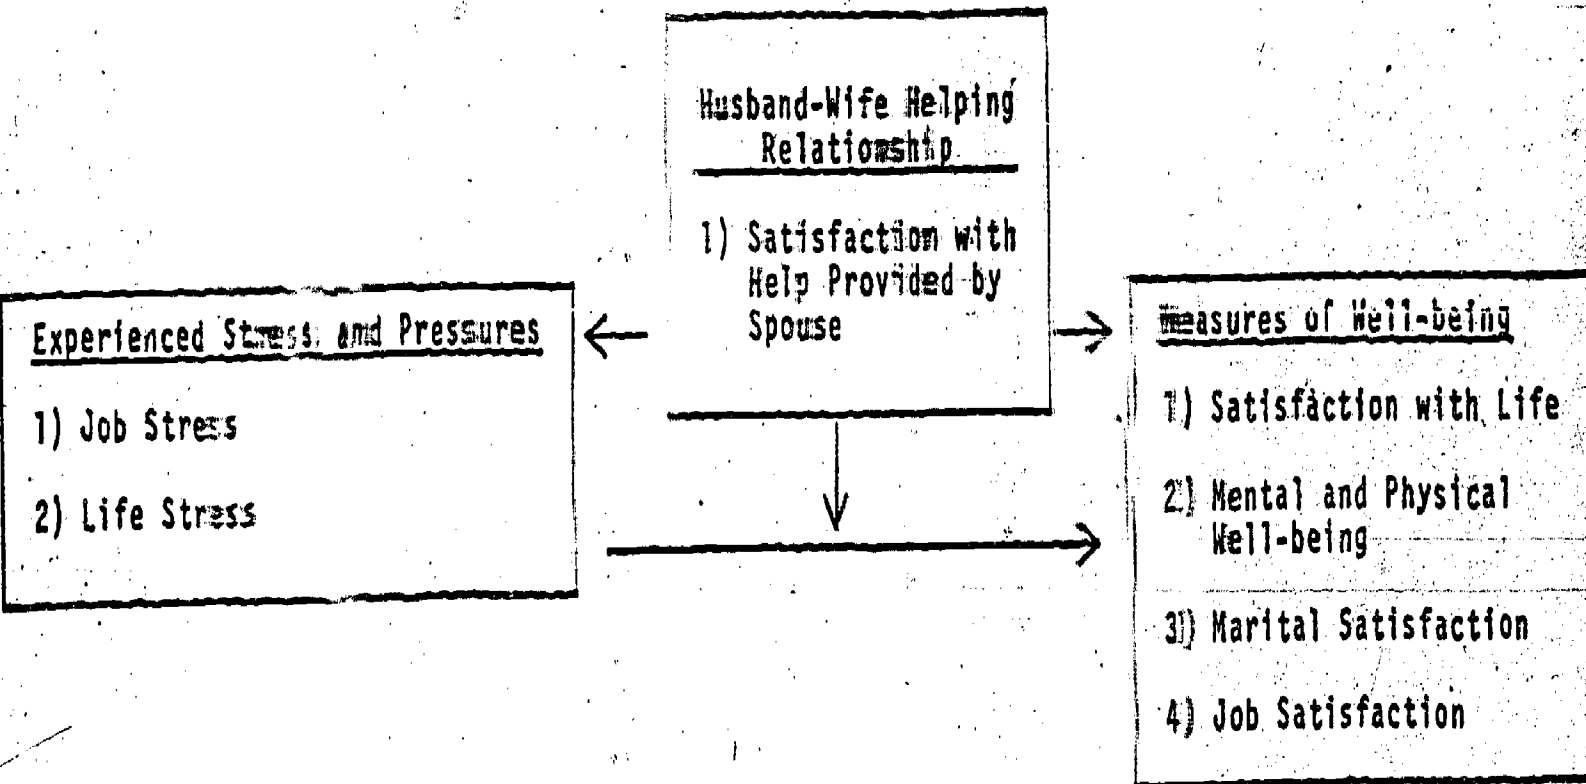 Husband-Wife Helping
Relationship
1) Satisfaction with
Help Provided by
Spouse
Experienced Stress and Pressures
1) Job Stress
2) Life Stress
Measures of Well-being
1) Satisfaction with Life
2) Mental and Physical
Well-being
3) Marital Satisfaction
4) Job Satisfaction